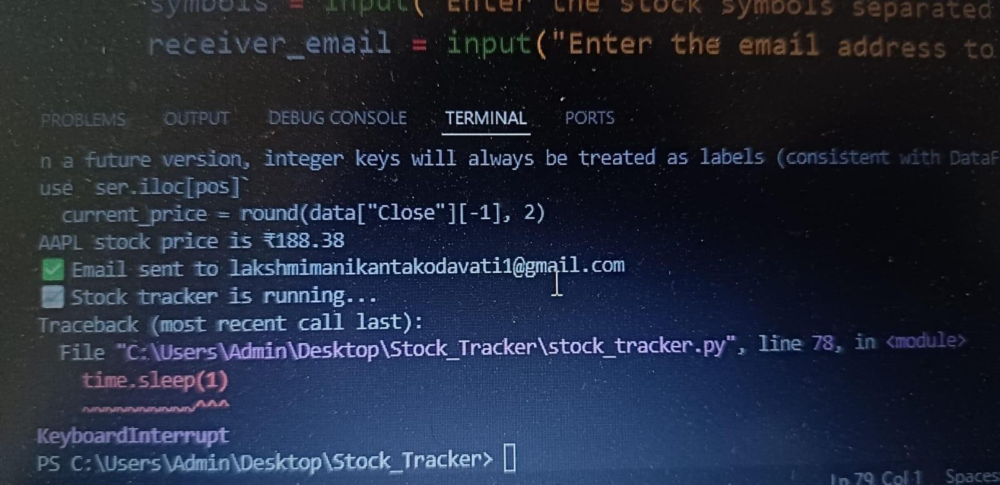 symbols = input( Enter the stock symbols separated
receiver_email = input("Enter the email address to
PROBLEMS OUTPUT DEBUG CONSOLE TERMINAL PORTS
n a future version, integer keys will always be treated as labels (consistent with DataF
use `ser.iloc[pos]`
current_price = round(data["Close"][-1], 2)
AAPL stock price is ₹188.38
✅ Email sent to lakshmimanikantakodavati1@gmail.com
Stock tracker is running...
Traceback (most recent call last):
File "C:\Users\Admin\Desktop\Stock_Tracker\stock_tracker.py", line 78, in <module>
time.sleep(1)
~~~~~~~~~~^^^
KeyboardInterrupt
PS C:\Users\Admin\Desktop\Stock_Tracker>
Ln 79 Col 1 Spaces